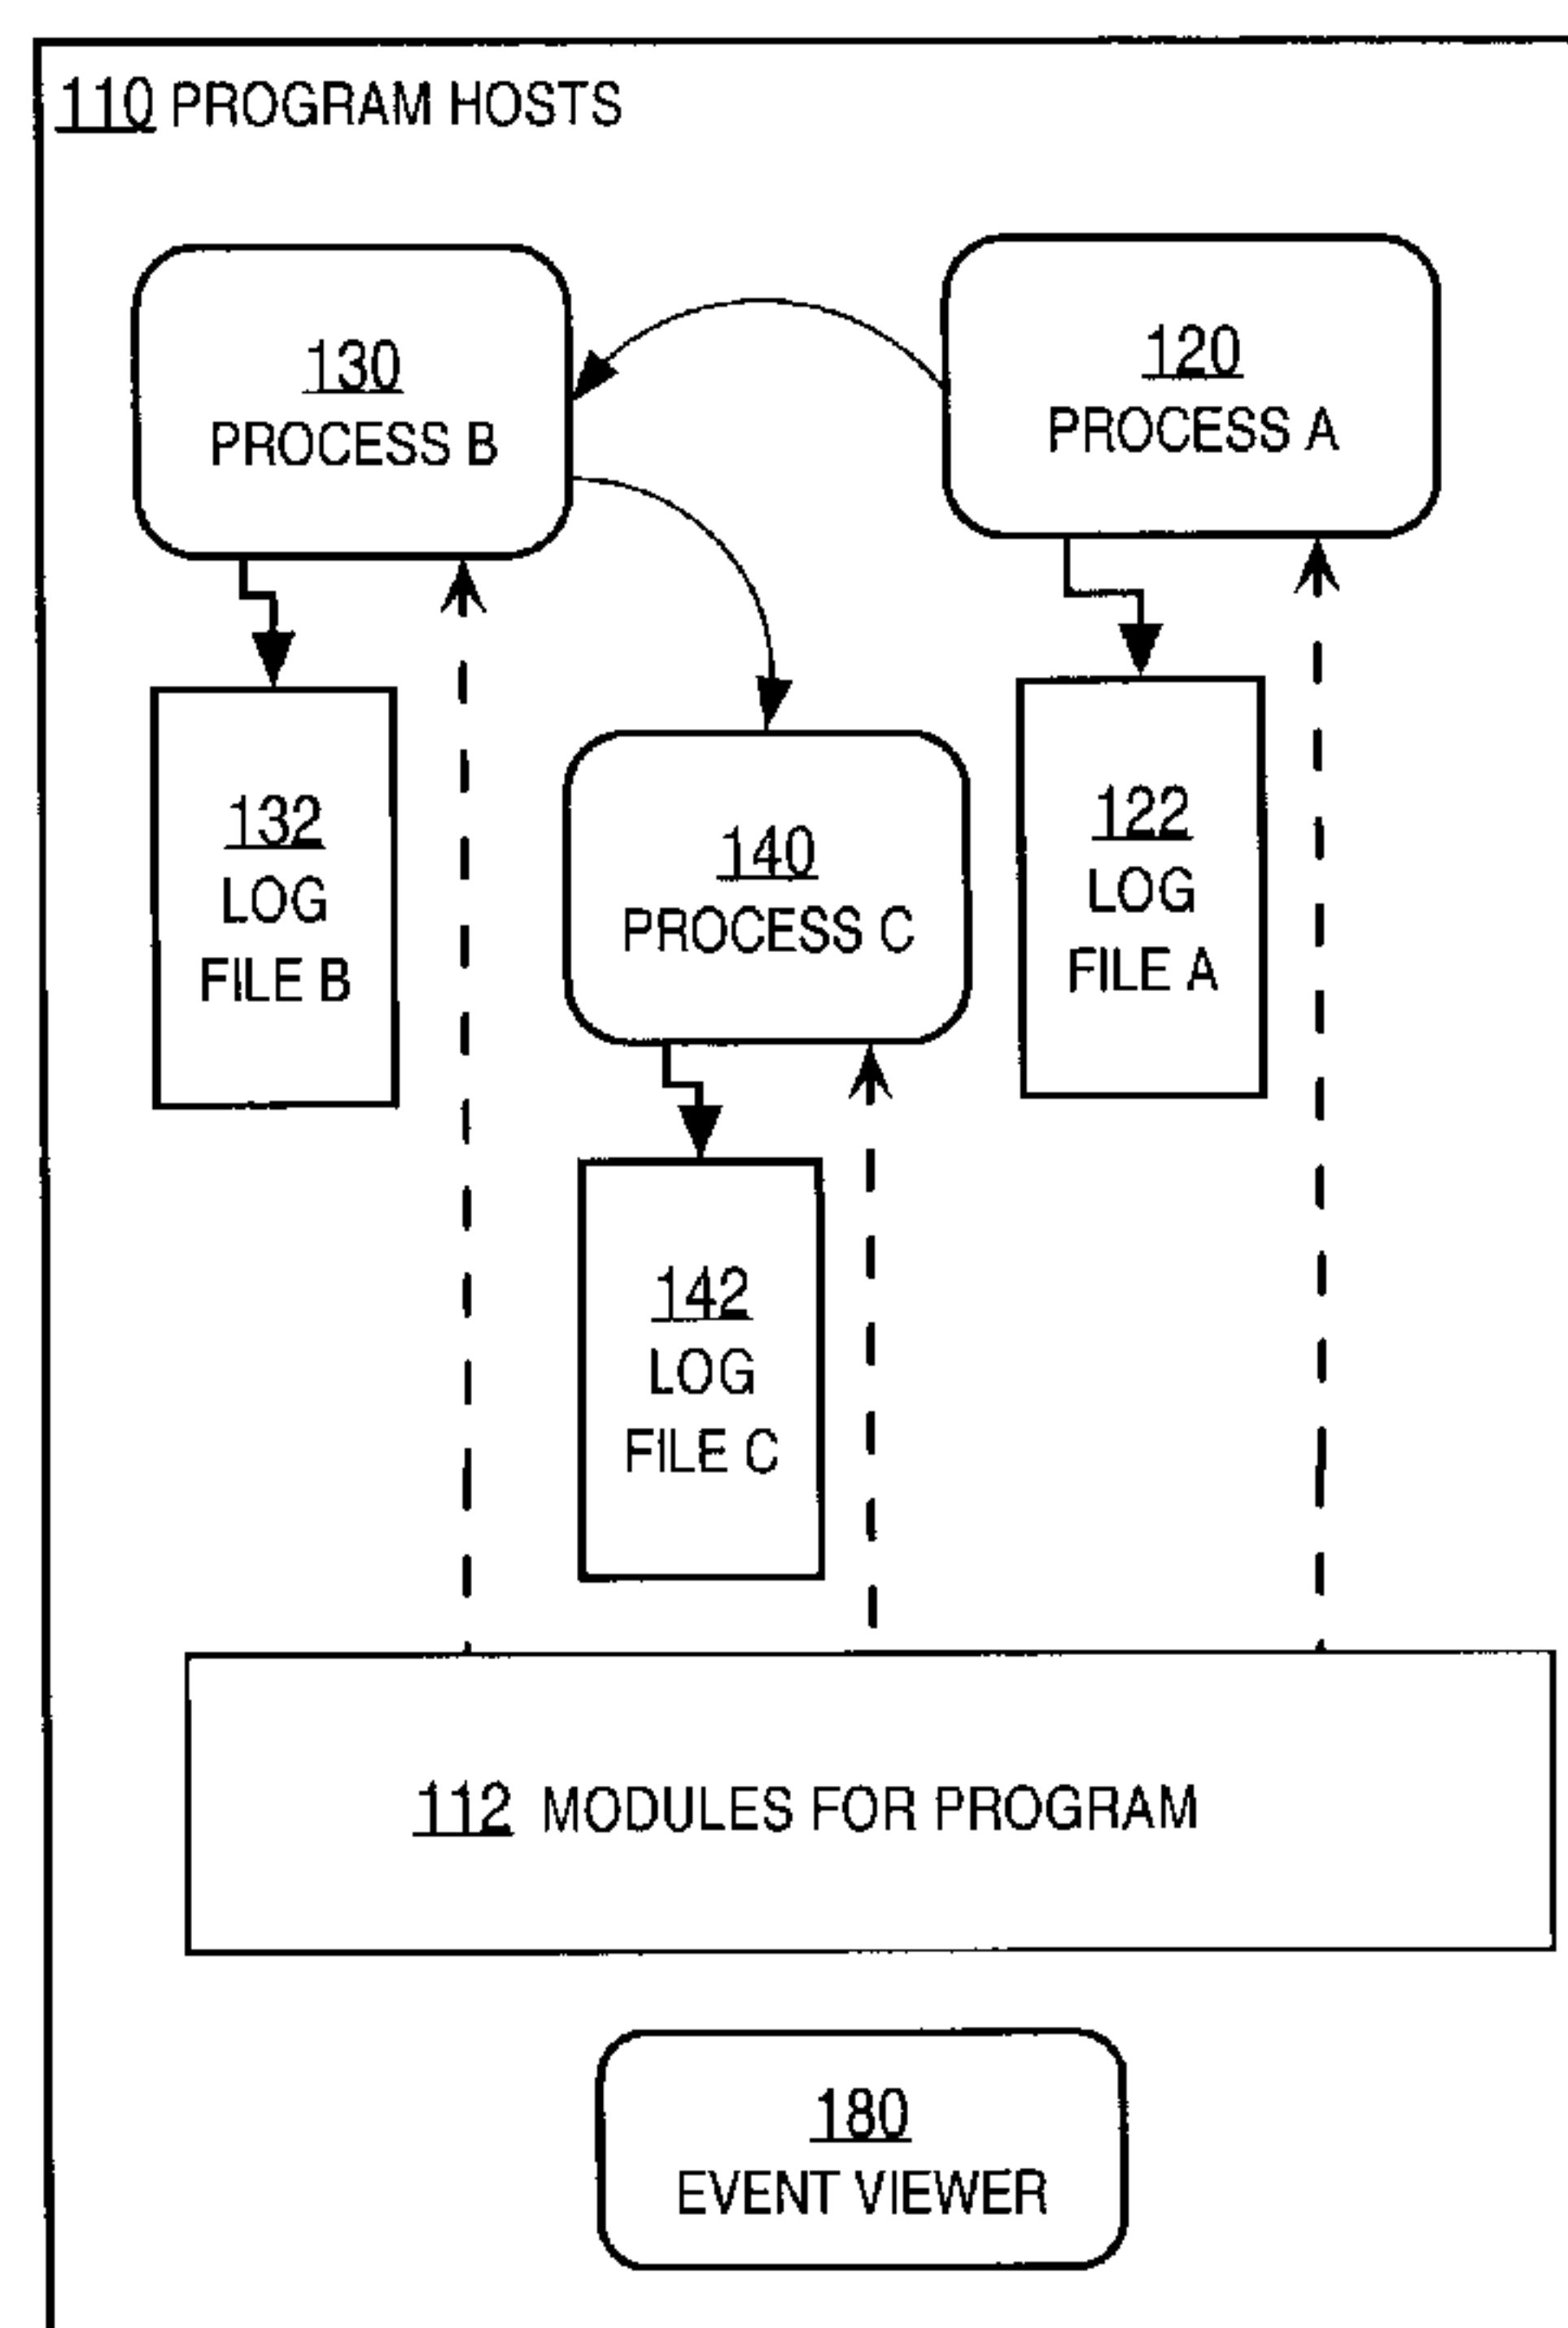 110 PROGRAM HOSTS
130
PROCESS B
120
PROCESS A
132
LOG
FILE B
140
PROCESS C
122
LOG
FILE A
142
LOG
FILE C
112 MODULES FOR PROGRAM
180
EVENT VIEWER